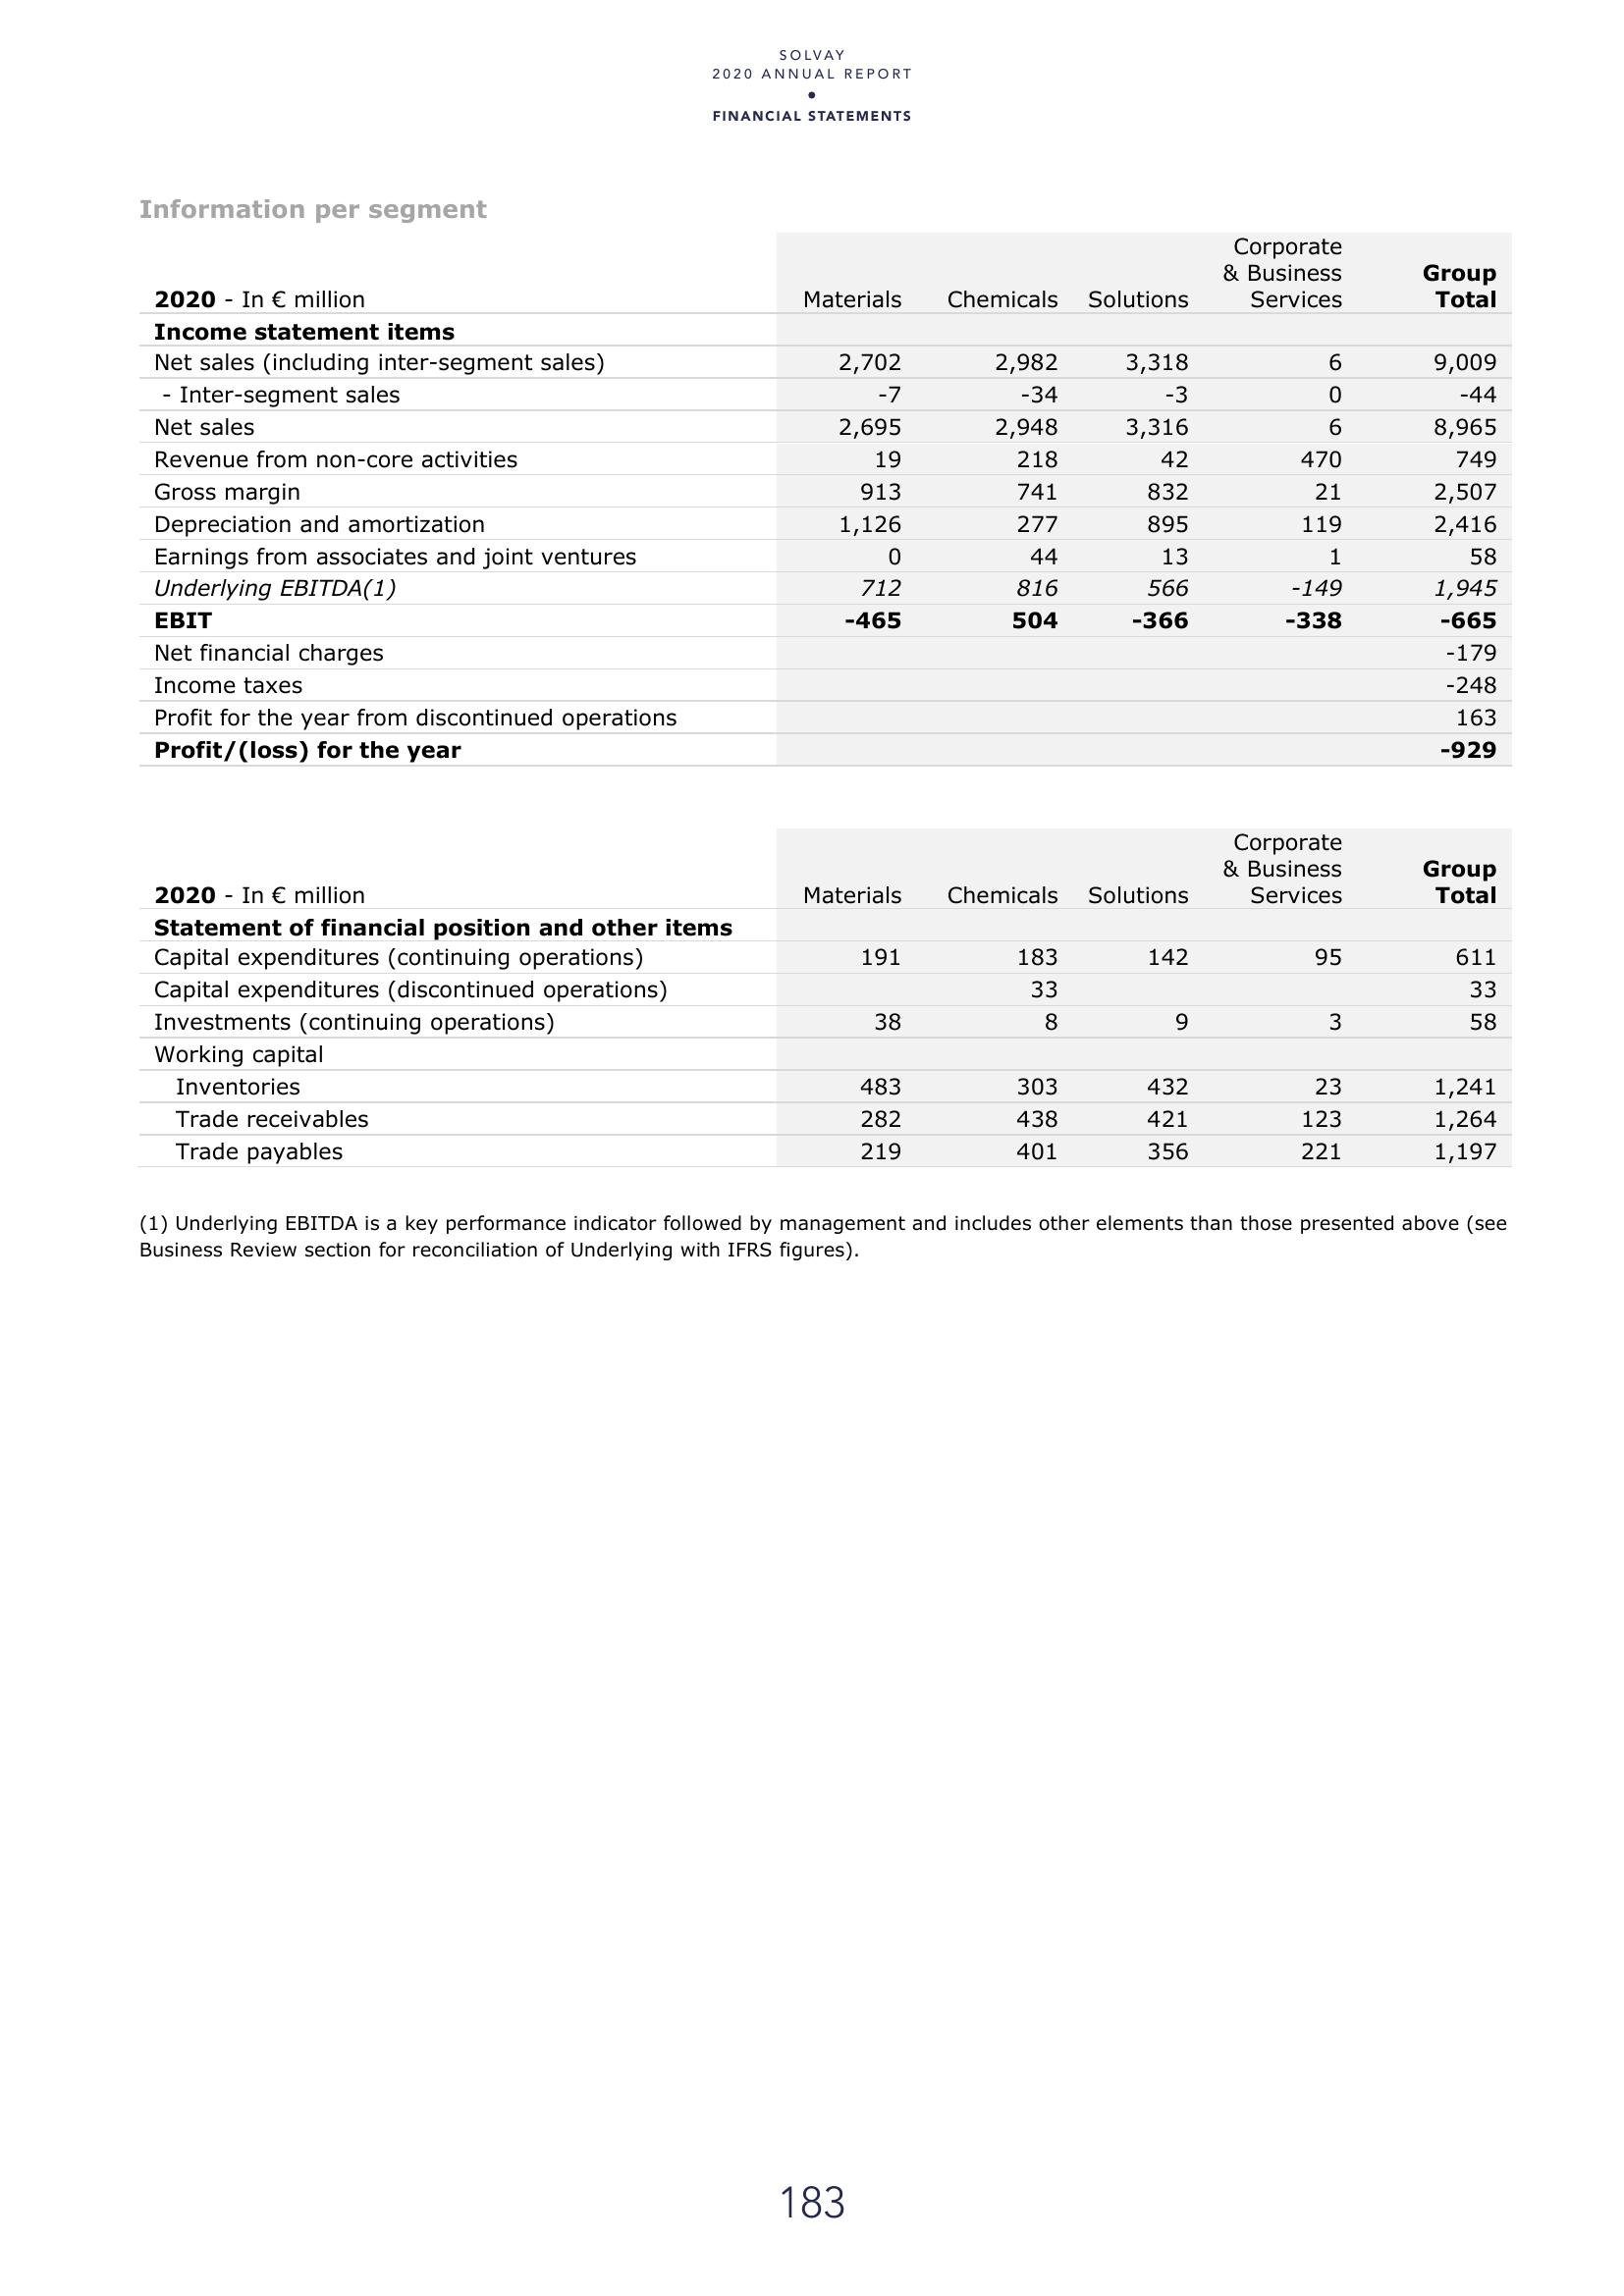 SOLVAY
2020 ANNUAL REPORT
•
FINANCIAL STATEMENTS
Information per segment
2020 - In € million Materials Chemicals Solutions Corporate & Business Services Group Total
Income statement items
Net sales (including inter-segment sales) 2,702 2,982 3,318 6 9,009
- Inter-segment sales -7 -34 -3 0 -44
Net sales 2,695 2,948 3,316 6 8,965
Revenue from non-core activities 19 218 42 470 749
Gross margin 913 741 832 21 2,507
Depreciation and amortization 1,126 277 895 119 2,416
Earnings from associates and joint ventures 0 44 13 1 58
Underlying EBITDA(1) 712 816 566 -149 1,945
EBIT -465 504 -366 -338 -665
Net financial charges -179
Income taxes -248
Profit for the year from discontinued operations 163
Profit/(loss) for the year -929
2020 - In € million Materials Chemicals Solutions Corporate & Business Services Group Total
Statement of financial position and other items
Capital expenditures (continuing operations) 191 183 142 95 611
Capital expenditures (discontinued operations) 33 33
Investments (continuing operations) 38 8 9 3 58
Working capital
Inventories 483 303 432 23 1,241
Trade receivables 282 438 421 123 1,264
Trade payables 219 401 356 221 1,197
(1) Underlying EBITDA is a key performance indicator followed by management and includes other elements than those presented above (see
Business Review section for reconciliation of Underlying with IFRS figures).
183